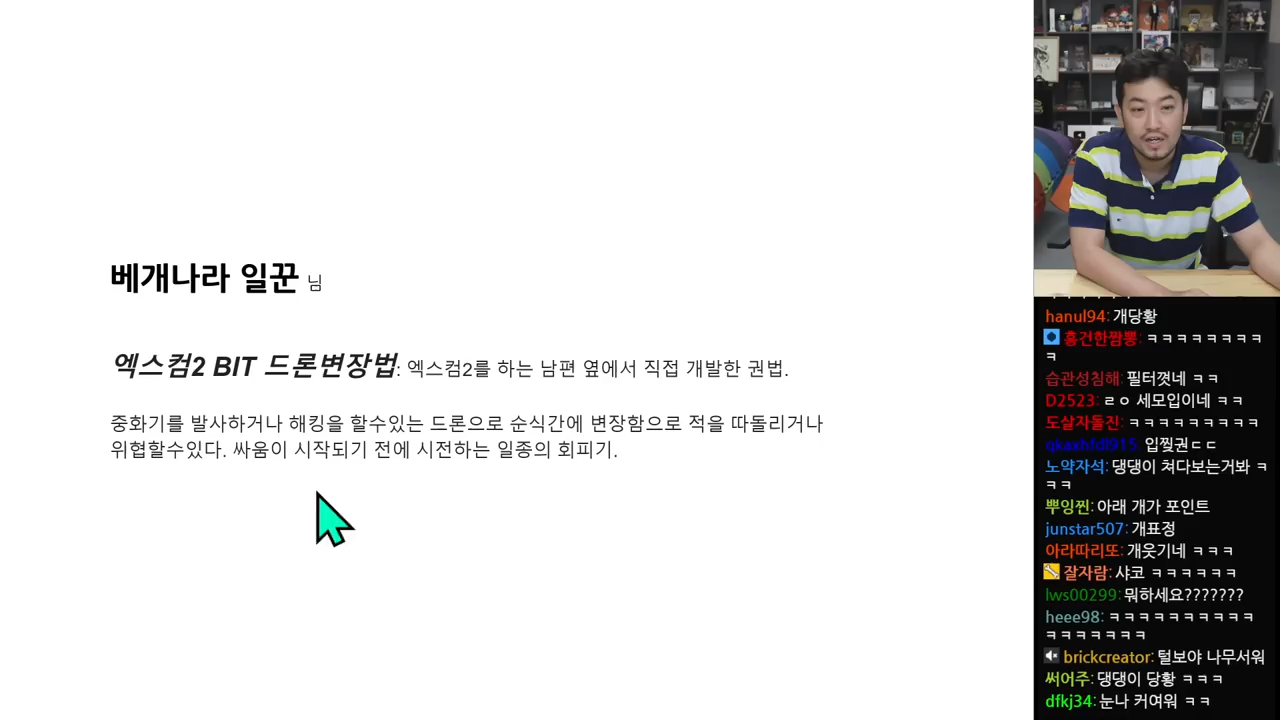 베개나라 일꾼 님
엑스컴2 BIT 드론변장법: 엑스컴2를 하는 남편 옆에서 직접 개발한 권법.
중화기를 발사하거나 해킹을 할수있는 드론으로 순식간에 변장함으로 적을 따돌리거나
위협할수있다. 싸움이 시작되기 전에 시전하는 일종의 회피기.
hanul94: 개당황
홍건한짬뽕: ㅋㅋㅋㅋㅋㅋㅋㅋ
ㅋ
습관성침해: 필터꼇네 ㅋㅋ
D2523: ㄹㅇ 세모입이네 ㅋㅋ
도살자돌진: ㅋㅋㅋㅋㅋㅋㅋㅋㅋ
qkaxhfdl915: 입찢권ㄷㄷ
노약자석: 댕댕이 쳐다보는거봐 ㅋ
ㅋㅋ
뿌잉찐: 아래 개가 포인트
junstar507: 개표정
아라따리또: 개웃기네 ㅋㅋㅋ
잘자람: 샤코 ㅋㅋㅋㅋㅋㅋ
lws00299: 뭐하세요???????
heee98: ㅋㅋㅋㅋㅋㅋㅋㅋㅋㅋ
ㅋㅋㅋㅋㅋㅋㅋ
brickcreator: 털보야 나무서워
써어주: 댕댕이 당황 ㅋㅋㅋ
dfkj34: 눈나 커여워 ㅋㅋ